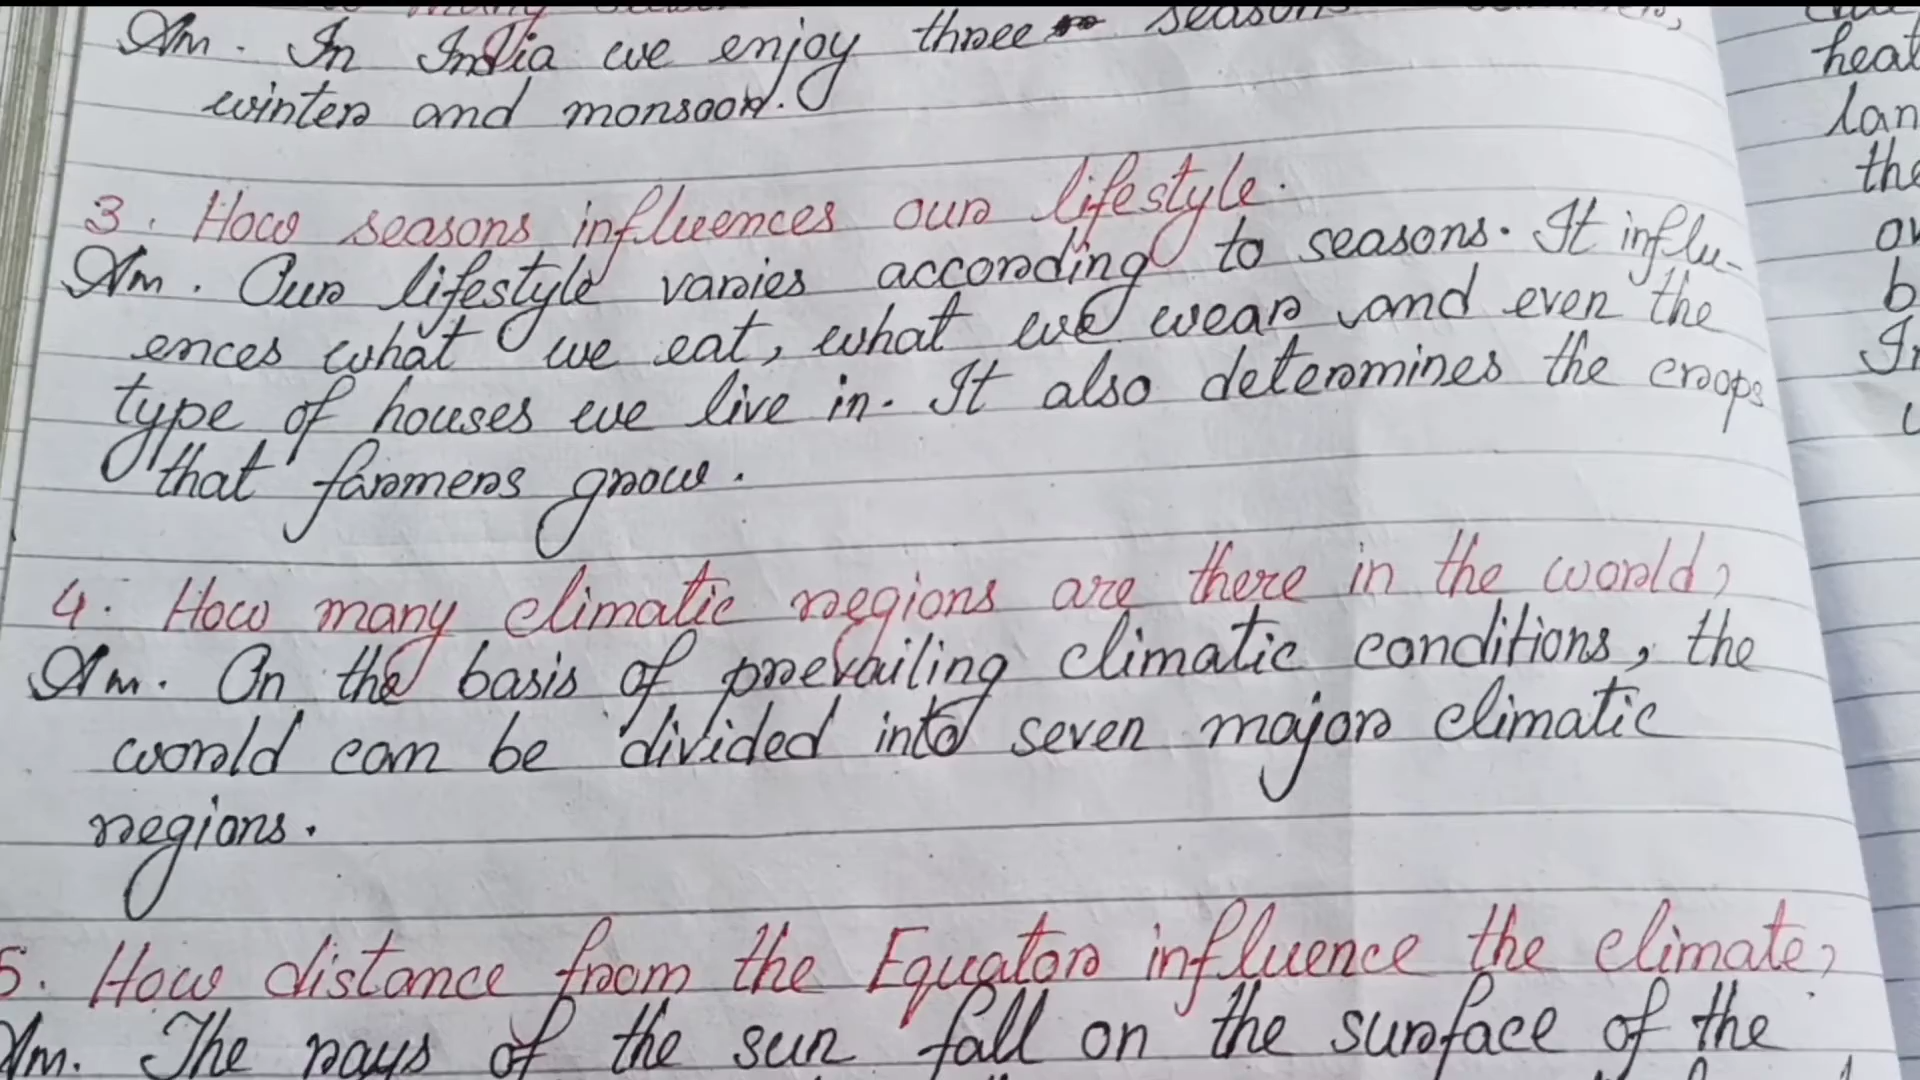 Ans. In India we enjoy three seasons
winter and monsoon.
3. How seasons influences our lifestyle.
Ans. Our lifestyle varies according to seasons. It influ-
ences what we eat, what we wear and even the
type of houses we live in. It also determines the crops
that farmers grow.
4. How many climatic regions are there in the world?
Ans. On the basis of prevailing climatic conditions, the
world can be divided into seven major climatic
regions.
5. How distance from the Equator influence the climate?
Ans. The rays of the sun fall on the surface of the
heat
lan
the
b